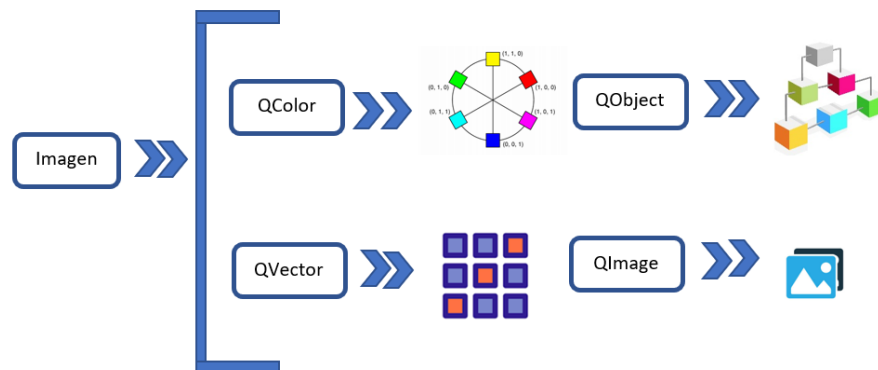 Imagen
QColor
(1, 1, 0)
(0, 1, 0)
(1, 0, 0)
(0, 1, 1)
(1, 0, 1)
(0, 0, 1)
QObject
QVector
QImage